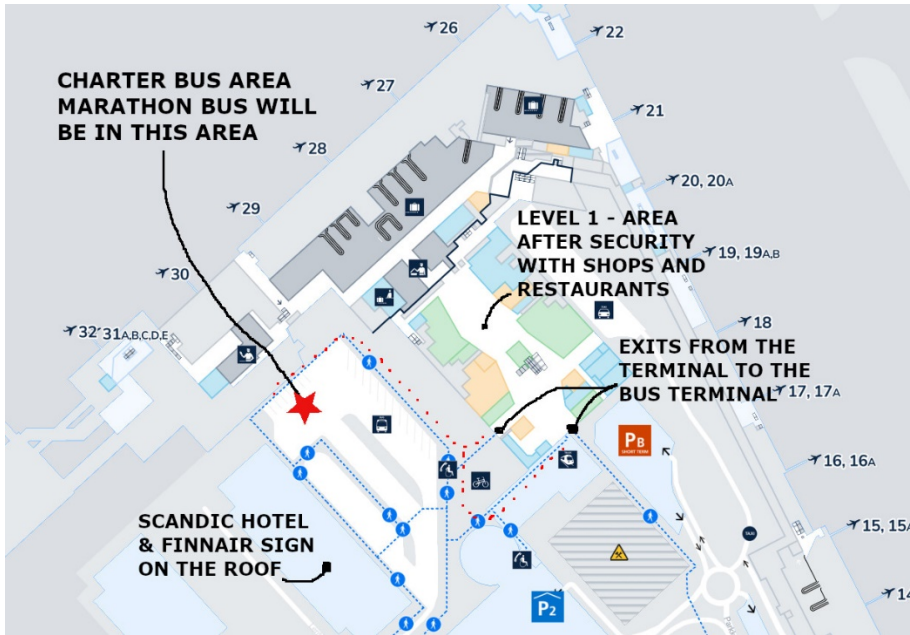 26
22
CHARTER BUS AREA
MARATHON BUS WILL
BE IN THIS AREA
27
21
28
20, 20A
29
LEVEL 1 - AREA
AFTER SECURITY
WITH SHOPS AND
RESTAURANTS
19, 19A,B
30
18
32
31A,B,C,D,E
EXITS FROM THE
TERMINAL TO THE
BUS TERMINAL
17, 17A
PB
SHORT TERM
16, 16A
SCANDIC HOTEL
& FINNAIR SIGN
ON THE ROOF
15, 15A
TAXI
P2
14